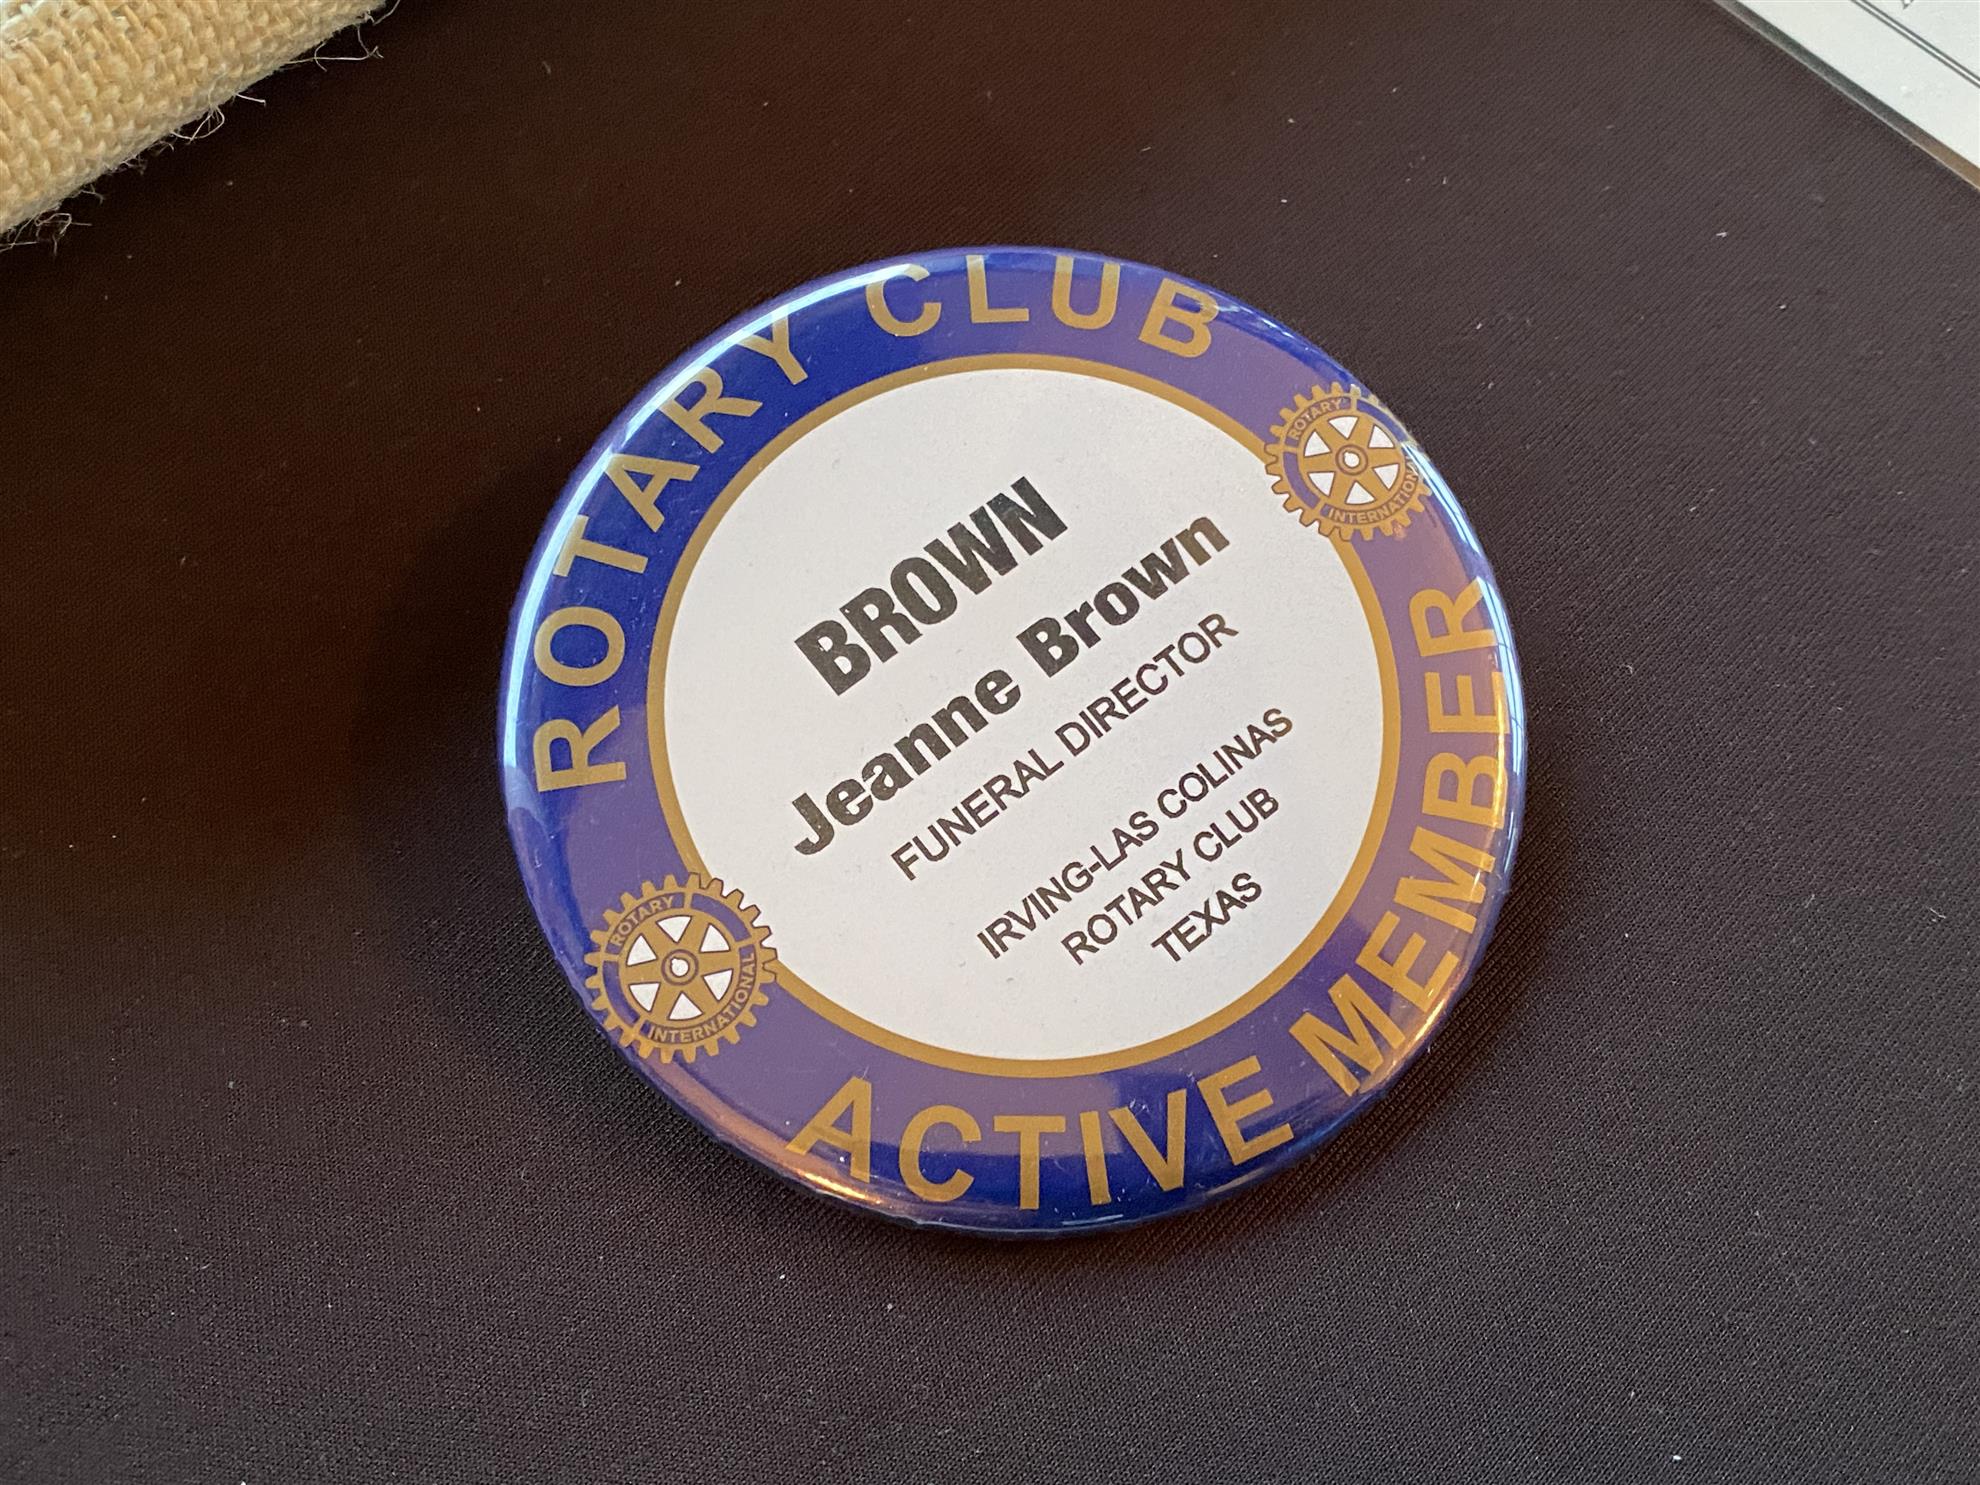 ROTARY CLUB
BROWN
Jeanne Brown
FUNERAL DIRECTOR
IRVING-LAS COLINAS
ROTARY CLUB
TEXAS
ACTIVE MEMBER
ROTARY
INTERNATIONAL
ROTARY
INTERNATIONAL